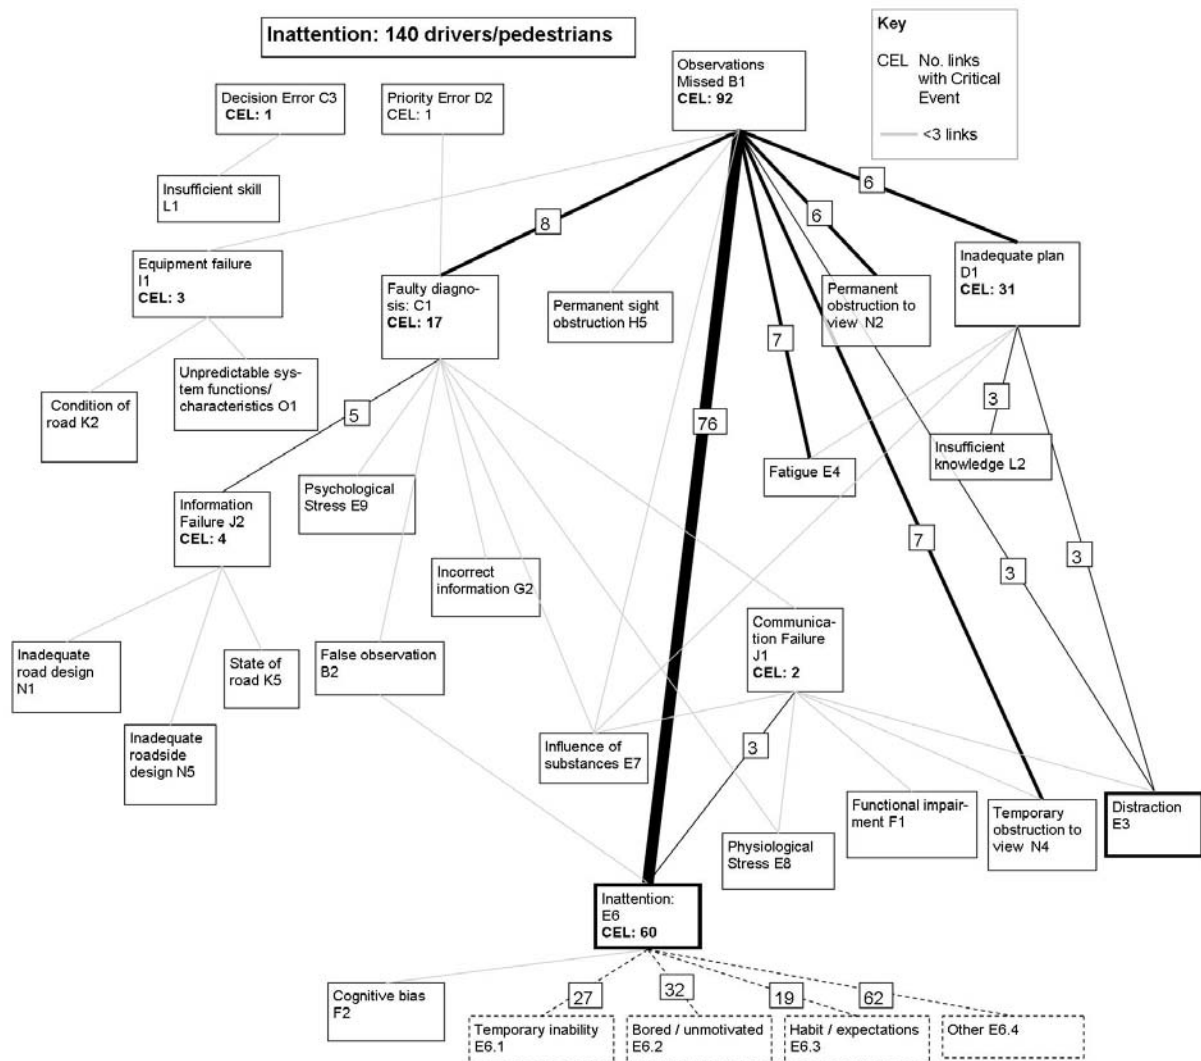 Inattention: 140 drivers/pedestrians
Key
CEL No. links
with Critical
Event
<3 links
Observations
Missed B1
CEL: 92
Decision Error C3
CEL: 1
Priority Error D2
CEL: 1
Insufficient skill
L1
6
6
8
Equipment failure
I1
CEL: 3
Faulty diagno-
sis: C1
CEL: 17
Permanent sight
obstruction H5
Permanent
obstruction to
view N2
Inadequate plan
D1
CEL: 31
7
Unpredictable sys-
tem functions/
characteristics O1
Condition of
road K2
5
76
3
Insufficient
knowledge L2
Fatigue E4
Psychological
Stress E9
Information
Failure J2
CEL: 4
7
3
3
Incorrect
information G2
Communica-
tion Failure
J1
CEL: 2
Inadequate
road design
N1
State of
road K5
False observation
B2
Inadequate
roadside
design N5
Influence of
substances E7
3
Functional impair-
ment F1
Temporary
obstruction to
view N4
Distraction
E3
Physiological
Stress E8
Inattention:
E6
CEL: 60
Cognitive bias
F2
27
32
19
62
Temporary inability
E6.1
Bored / unmotivated
E6.2
Habit / expectations
E6.3
Other E6.4